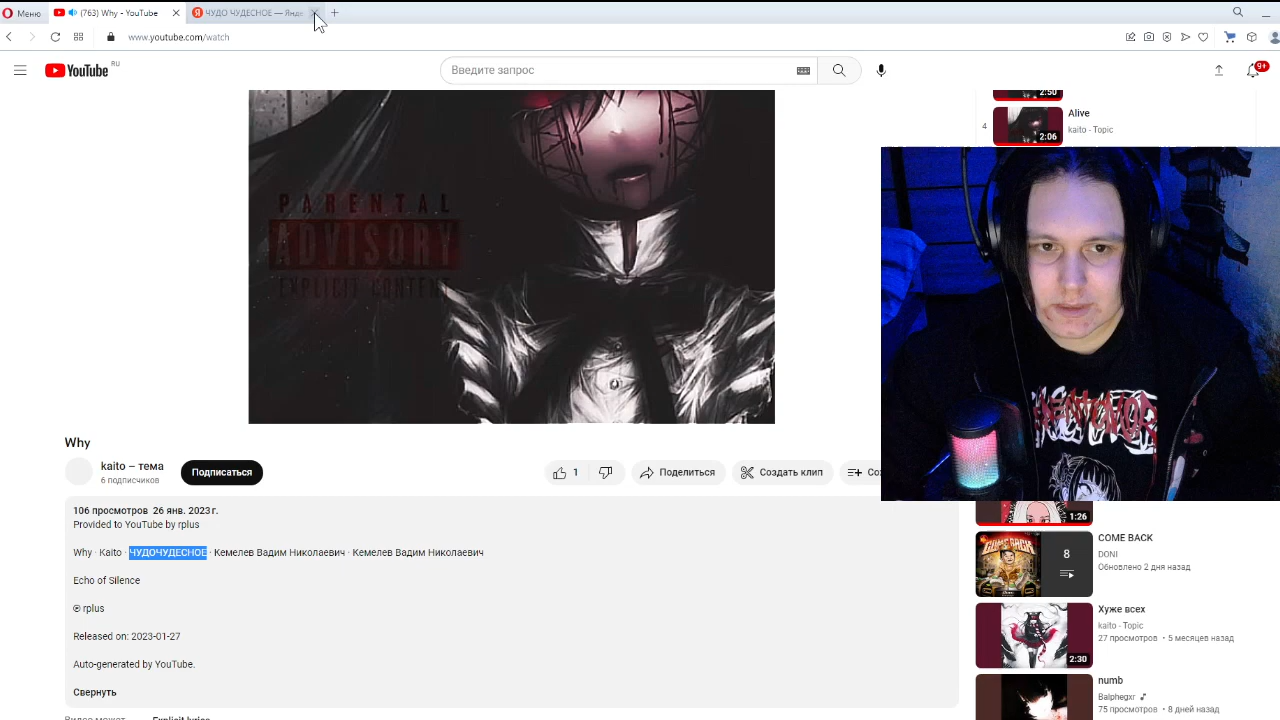 Меню
(763) Why - YouTube
ЧУДО ЧУДЕСНОЕ — Янде
www.youtube.com/watch
YouTube RU
Введите запрос
9+
2:50
4
Alive
kaito - Topic
2:06
PARENTAL
ADVISORY
EXPLICIT CONTENT
Why
kaito – тема
6 подписчиков
Подписаться
1
Поделиться
Создать клип
106 просмотров 26 янв. 2023 г.
Provided to YouTube by rplus
Why · Kaito · ЧУДОЧУДЕСНОЕ · Кемелев Вадим Николаевич · Кемелев Вадим Николаевич
Echo of Silence
℗ rplus
Released on: 2023-01-27
Auto-generated by YouTube.
Свернуть
Explicit lyrics
1:26
COME BACK
8
COME BACK
DONI
Обновлено 2 дня назад
Хуже всех
kaito - Topic
27 просмотров • 5 месяцев назад
2:30
numb
Balphegxr
75 просмотров • 8 дней назад